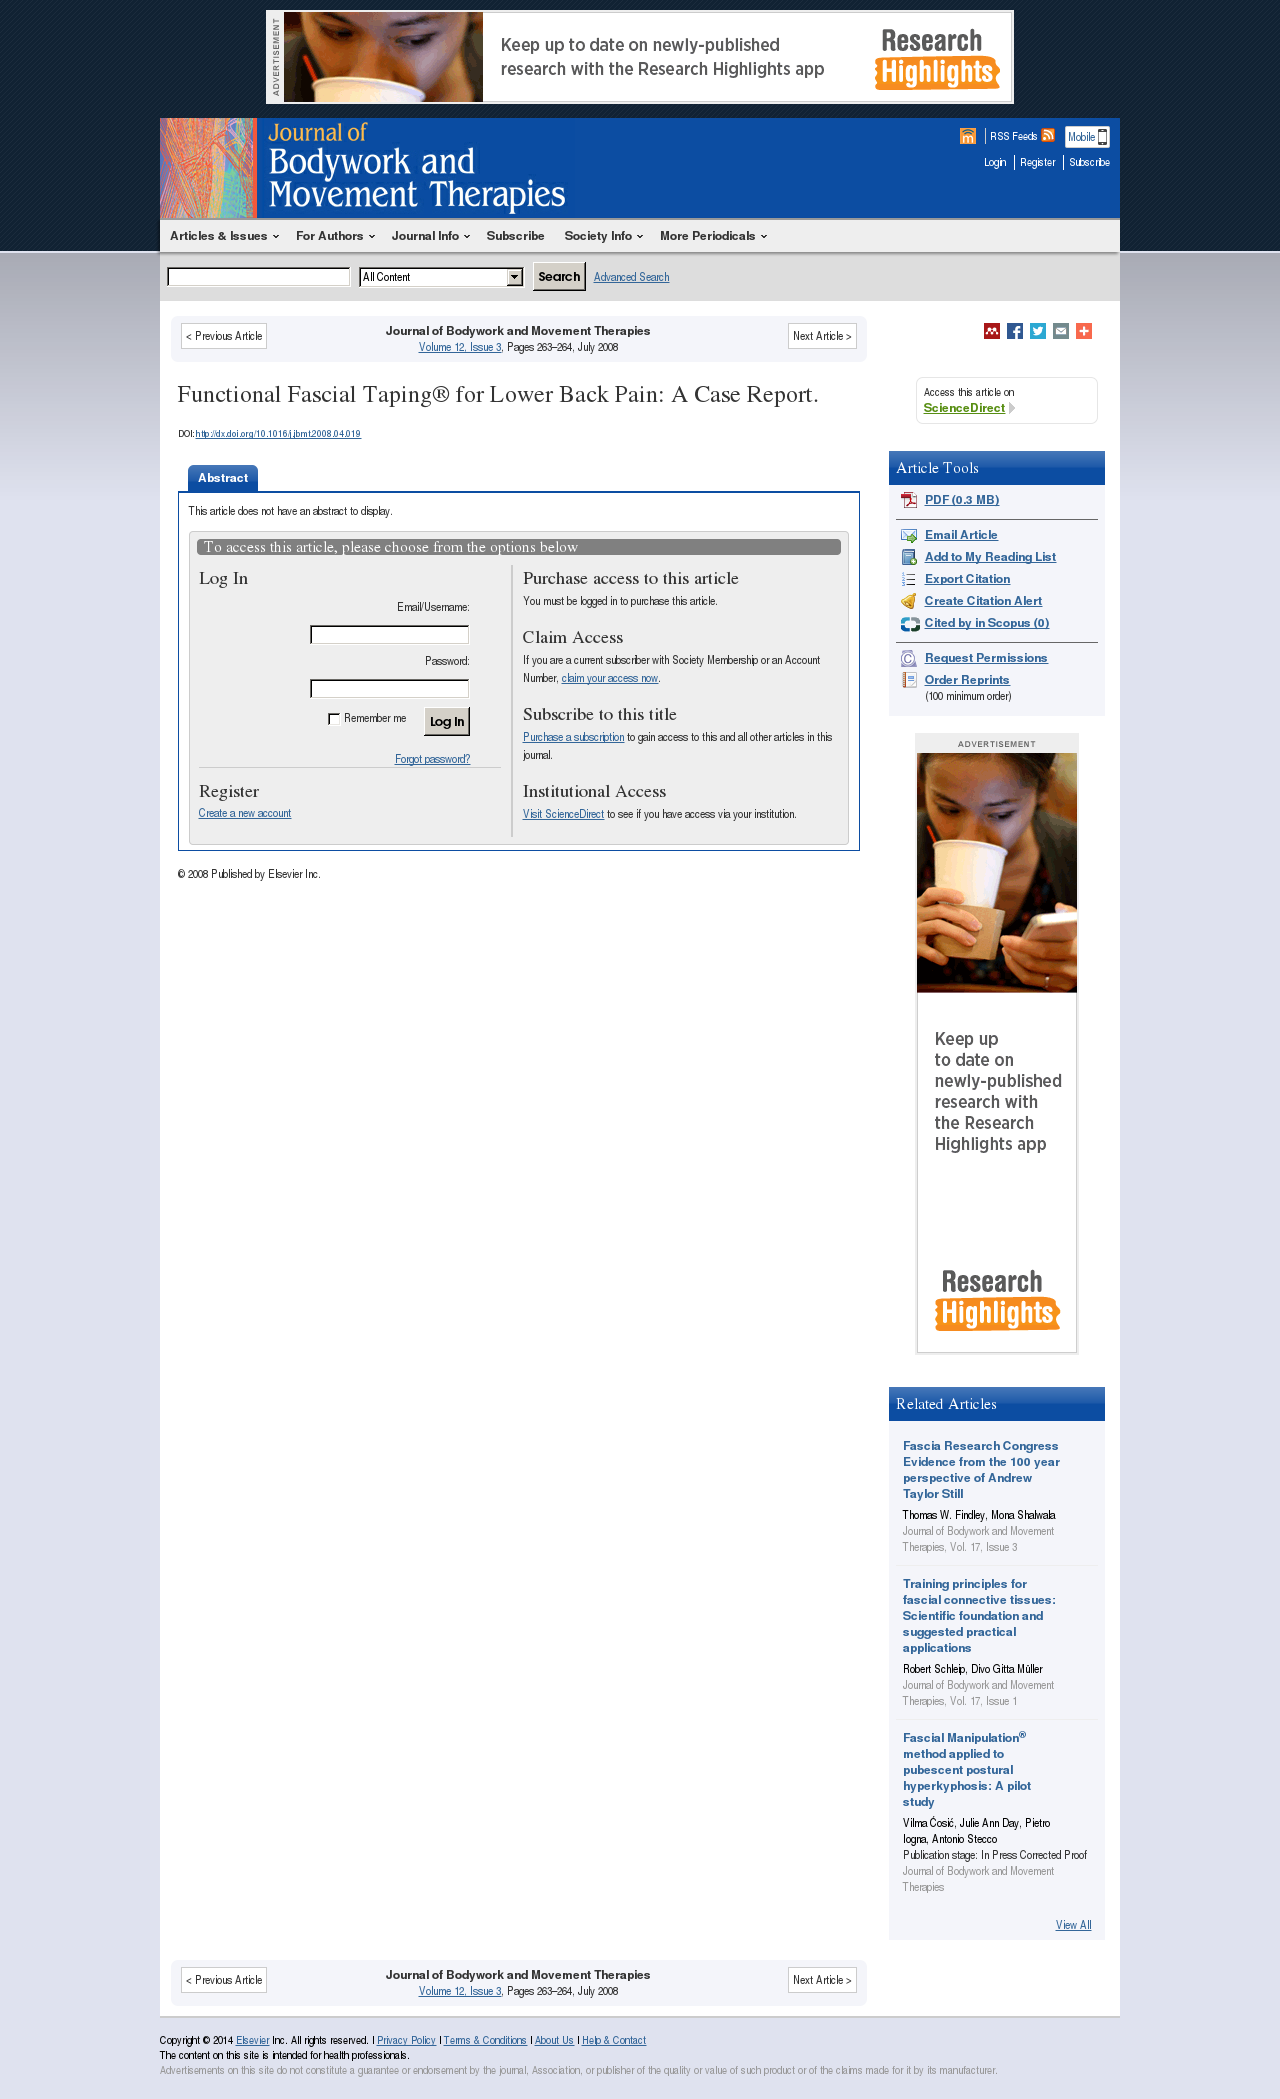 ADVERTISEMENT
Keep up to date on newly-published
research with the Research Highlights app
Research
Highlights
Journal of
Bodywork and
Movement Therapies
RSS Feeds
Mobile
Login
Register
Subscribe
Articles & Issues
For Authors
Journal Info
Subscribe
Society Info
More Periodicals
All Content
Search
Advanced Search
< Previous Article
Journal of Bodywork and Movement Therapies
Volume 12, Issue 3, Pages 263–264, July 2008
Next Article >
Functional Fascial Taping® for Lower Back Pain: A Case Report.
DOI: http://dx.doi.org/10.1016/j.jbmt.2008.04.019
Abstract
This article does not have an abstract to display.
To access this article, please choose from the options below
Log In
Email/Username:
Password:
Remember me
Log In
Forgot password?
Register
Create a new account
Purchase access to this article
You must be logged in to purchase this article.
Claim Access
If you are a current subscriber with Society Membership or an Account
Number, claim your access now.
Subscribe to this title
Purchase a subscription to gain access to this and all other articles in this
journal.
Institutional Access
Visit ScienceDirect to see if you have access via your institution.
© 2008 Published by Elsevier Inc.
Access this article on
ScienceDirect
Article Tools
PDF (0.3 MB)
Email Article
Add to My Reading List
Export Citation
Create Citation Alert
Cited by in Scopus (0)
Request Permissions
Order Reprints
(100 minimum order)
ADVERTISEMENT
Keep up
to date on
newly-published
research with
the Research
Highlights app
Research
Highlights
Related Articles
Fascia Research Congress
Evidence from the 100 year
perspective of Andrew
Taylor Still
Thomas W. Findley, Mona Shalwala
Journal of Bodywork and Movement
Therapies, Vol. 17, Issue 3
Training principles for
fascial connective tissues:
Scientific foundation and
suggested practical
applications
Robert Schleip, Divo Gitta Müller
Journal of Bodywork and Movement
Therapies, Vol. 17, Issue 1
Fascial Manipulation®
method applied to
pubescent postural
hyperkyphosis: A pilot
study
Vilma Ćosić, Julie Ann Day, Pietro
Iogna, Antonio Stecco
Publication stage: In Press Corrected Proof
Journal of Bodywork and Movement
Therapies
View All
< Previous Article
Journal of Bodywork and Movement Therapies
Volume 12, Issue 3, Pages 263–264, July 2008
Next Article >
Copyright © 2014 Elsevier Inc. All rights reserved. | Privacy Policy | Terms & Conditions | About Us | Help & Contact
The content on this site is intended for health professionals.
Advertisements on this site do not constitute a guarantee or endorsement by the journal, Association, or publisher of the quality or value of such product or of the claims made for it by its manufacturer.